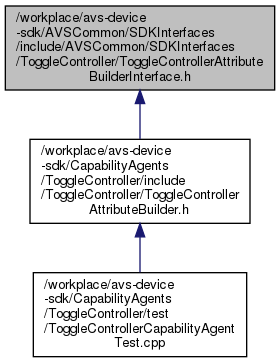 /workplace/avs-device
-sdk/AVSCommon/SDKInterfaces
/include/AVSCommon/SDKInterfaces
/ToggleController/ToggleControllerAttribute
BuilderInterface.h
/workplace/avs-device
-sdk/CapabilityAgents
/ToggleController/include
/ToggleController/ToggleController
AttributeBuilder.h
/workplace/avs-device
-sdk/CapabilityAgents
/ToggleController/test
/ToggleControllerCapabilityAgent
Test.cpp